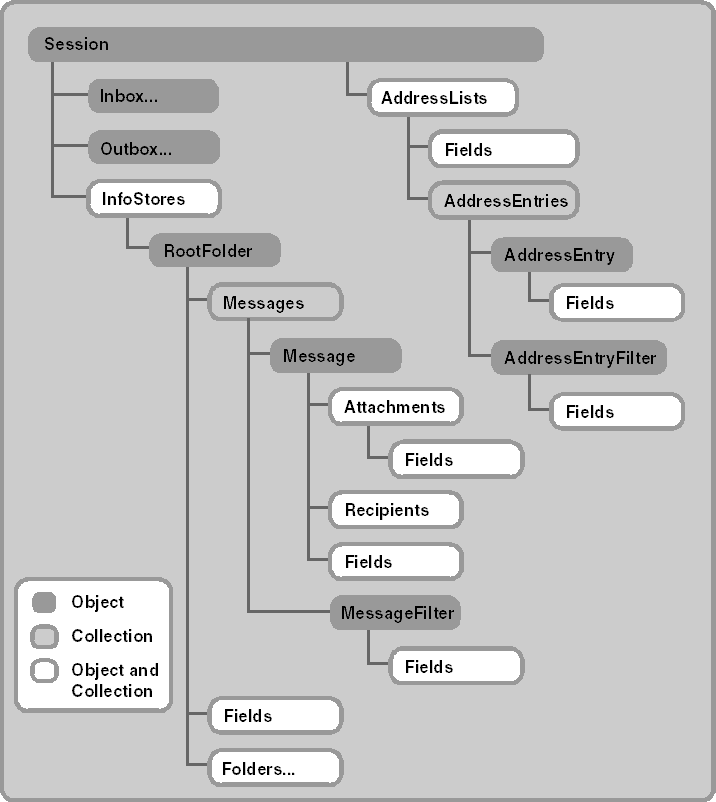 Session
Inbox...
AddressLists
Outbox...
Fields
InfoStores
AddressEntries
RootFolder
AddressEntry
Messages
Fields
Message
AddressEntryFilter
Attachments
Fields
Fields
Recipients
Fields
Object
MessageFilter
Collection
Object and
Collection
Fields
Fields
Folders...